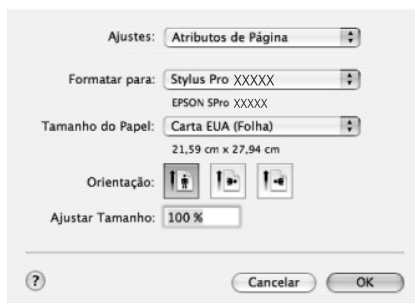 Ajustes: Atributos de Página
Formatar para: Stylus Pro XXXXX
EPSON SPro XXXXX
Tamanho do Papel: Carta EUA (Folha)
21,59 cm x 27,94 cm
Orientação:
Ajustar Tamanho: 100 %
? Cancelar OK